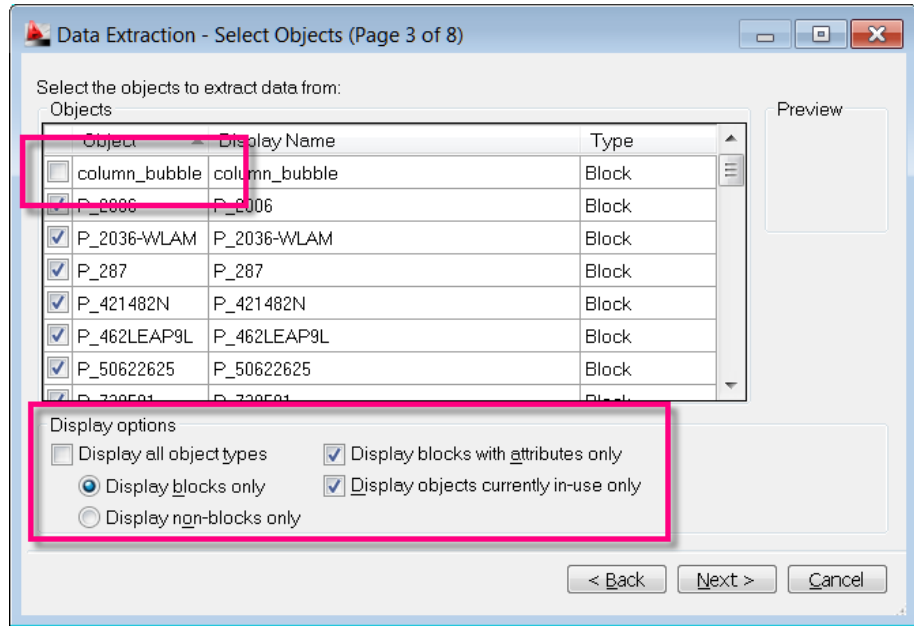 Data Extraction - Select Objects (Page 3 of 8)
Select the objects to extract data from:
Objects
Preview
Object Display Name Type
column_bubble column_bubble Block
P_2006 P_2006
P_2036-WLAM P_2036-WLAM Block
P_287 P_287 Block
P_421482N P_421482N Block
P_462LEAP9L P_462LEAP9L Block
P_50622625 P_50622625 Block
Block
Display options
Display all object types Display blocks with attributes only
Display blocks only Display objects currently in-use only
Display non-blocks only
< Back Next > Cancel